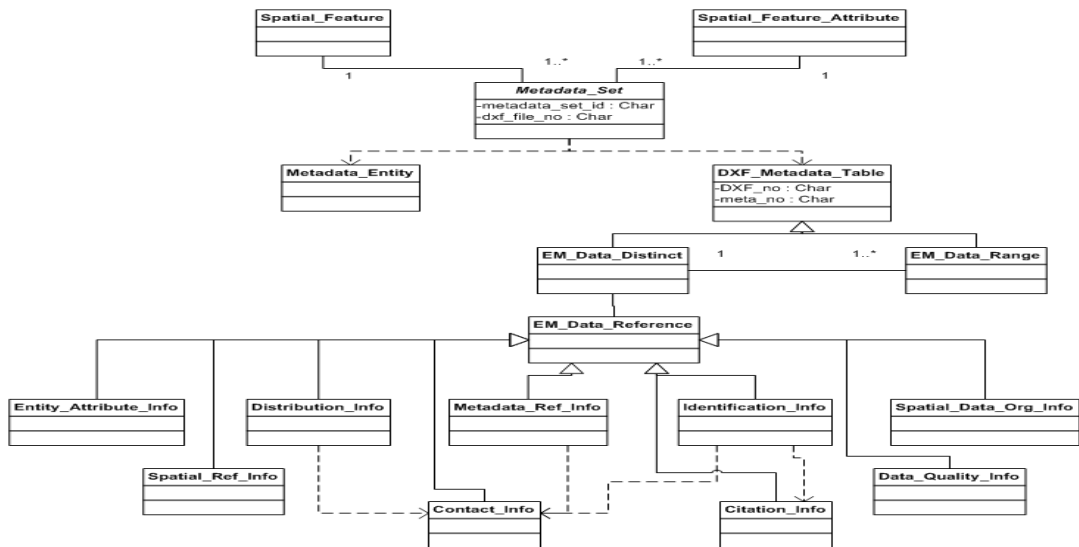 Spatial_Feature
Spatial_Feature_Attribute
1
1..*
1..*
1
Metadata_Set
-metadata_set_id : Char
-dxf_file_no : Char
Metadata_Entity
DXF_Metadata_Table
-DXF_no : Char
-meta_no : Char
EM_Data_Distinct
1
1..*
EM_Data_Range
EM_Data_Reference
Entity_Attribute_Info
Distribution_Info
Metadata_Ref_Info
Identification_Info
Spatial_Data_Org_Info
Spatial_Ref_Info
Data_Quality_Info
Contact_Info
Citation_Info